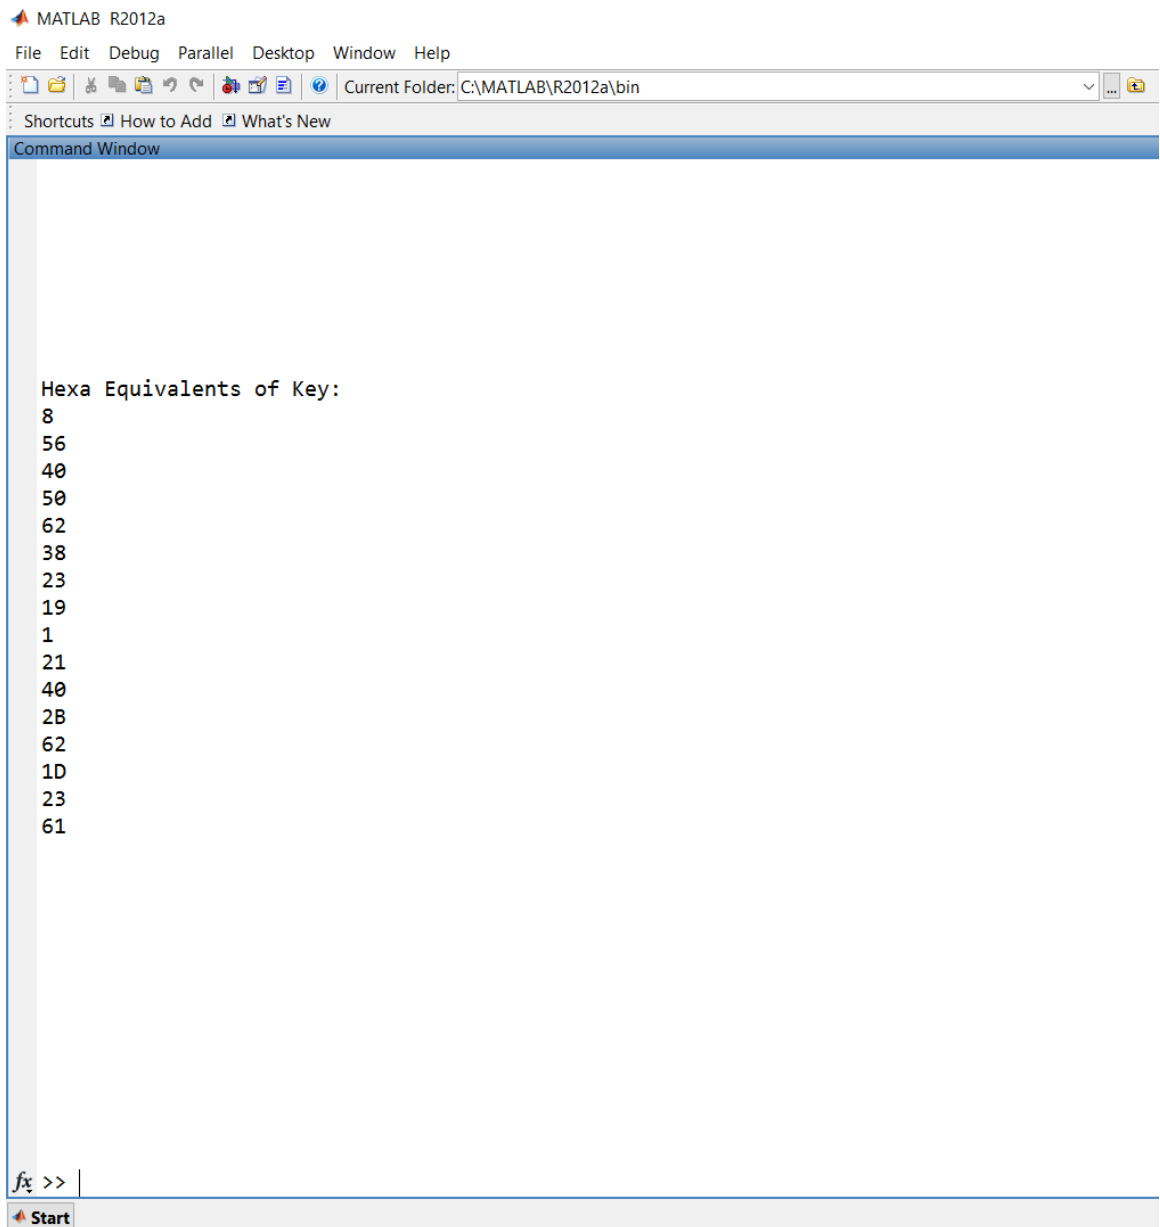 MATLAB R2012a
File Edit Debug Parallel Desktop Window Help
Current Folder: C:\MATLAB\R2012a\bin ...
Shortcuts How to Add What's New
Command Window
Hexa Equivalents of Key:
8
56
40
50
62
38
23
19
1
21
40
2B
62
1D
23
61
fx >>
Start